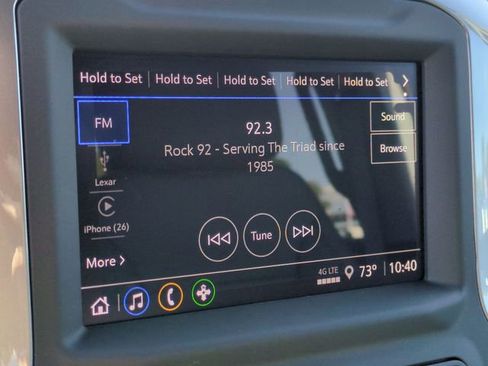 Hold to Set Hold to Set Hold to Set Hold to Set Hold to Set
FM
92.3
Sound
Rock 92 - Serving The Triad since
1985
Browse
Lexar
iPhone (26)
Tune
More
4G LTE
73° 10:40